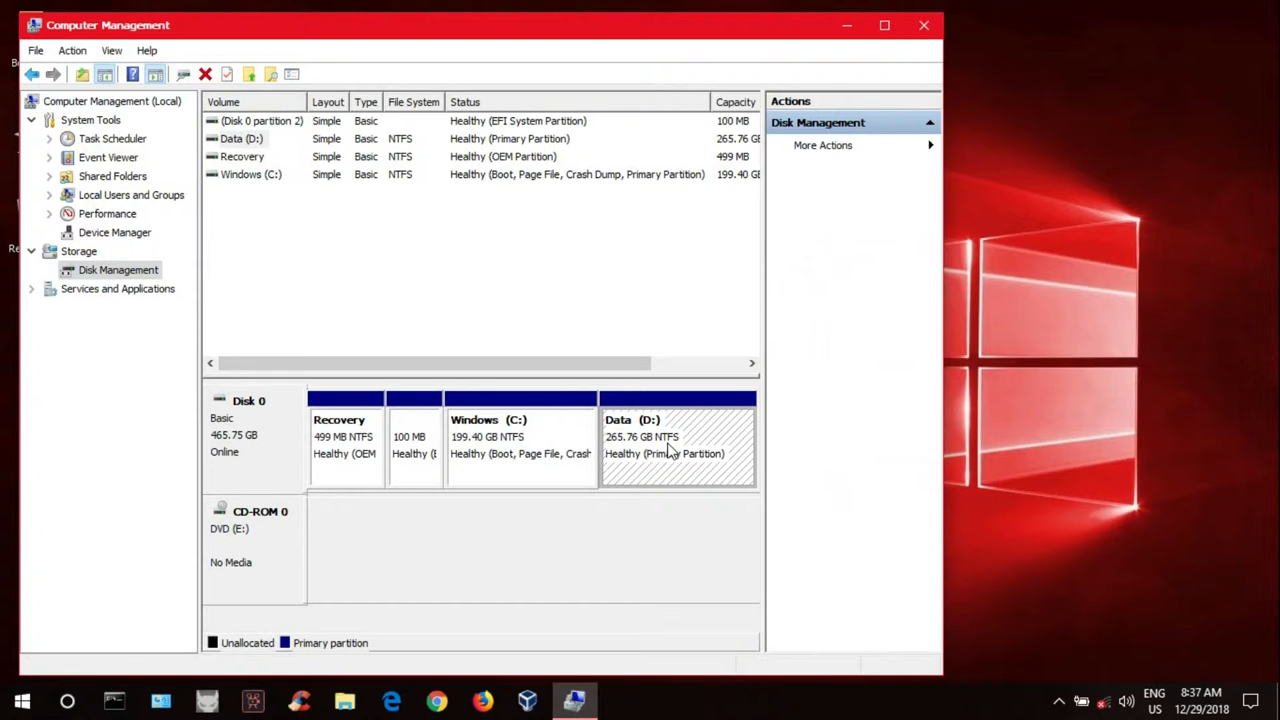 Computer Management
File Action View Help
Computer Management (Local)
System Tools
Task Scheduler
Event Viewer
Shared Folders
Local Users and Groups
Performance
Device Manager
Storage
Disk Management
Services and Applications
Volume Layout Type File System Status Capacity
(Disk 0 partition 2) Simple Basic Healthy (EFI System Partition) 100 MB
Data (D:) Simple Basic NTFS Healthy (Primary Partition) 265.76 G
Recovery Simple Basic NTFS Healthy (OEM Partition) 499 MB
Windows (C:) Simple Basic NTFS Healthy (Boot, Page File, Crash Dump, Primary Partition) 199.40 G
Actions
Disk Management
More Actions
Disk 0
Basic
465.75 GB
Online
Recovery
499 MB NTFS
Healthy (OEM
100 MB
Healthy (E
Windows (C:)
199.40 GB NTFS
Healthy (Boot, Page File, Crash
Data (D:)
265.76 GB NTFS
Healthy (Primary Partition)
CD-ROM 0
DVD (E:)
No Media
Unallocated Primary partition
ENG
US
8:37 AM
12/29/2018